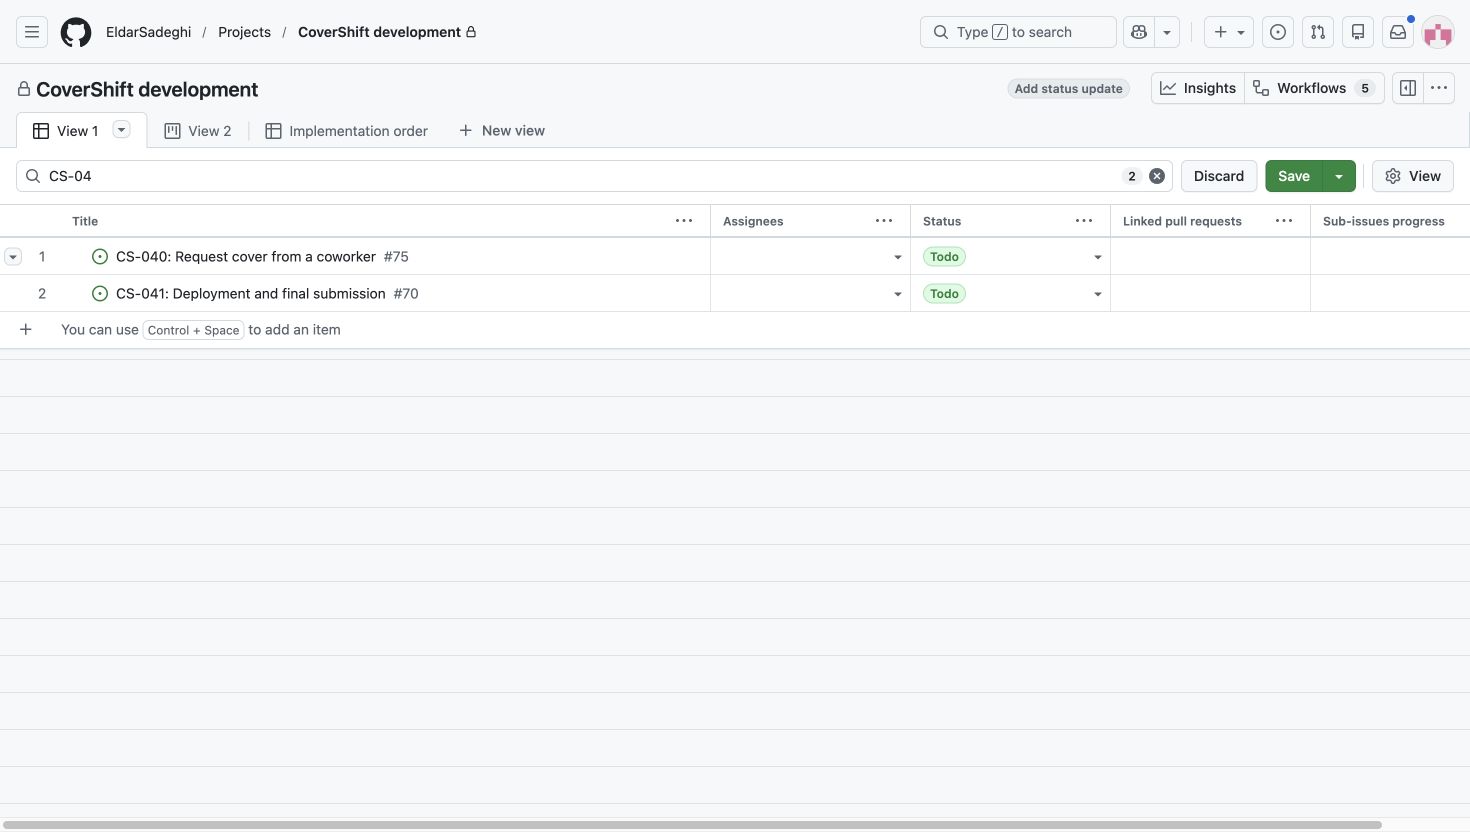 EldarSadeghi / Projects / CoverShift development
Type / to search
CoverShift development
Add status update
Insights
Workflows 5
View 1
View 2
Implementation order
New view
CS-04
2
Discard
Save
View
Title
Assignees
Status
Linked pull requests
Sub-issues progress
1 CS-040: Request cover from a coworker #75 Todo
2 CS-041: Deployment and final submission #70 Todo
+ You can use Control + Space to add an item